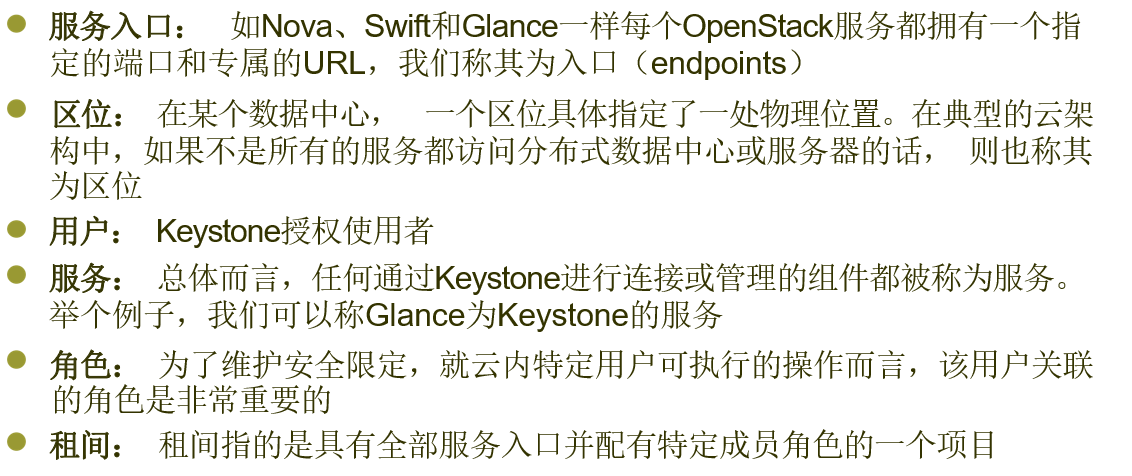 服务入口： 如Nova、Swift和Glance一样每个OpenStack服务都拥有一个指
定的端口和专属的URL，我们称其为入口（endpoints）
区位： 在某个数据中心， 一个区位具体指定了一处物理位置。在典型的云架
构中，如果不是所有的服务都访问分布式数据中心或服务器的话， 则也称其
为区位
用户： Keystone授权使用者
服务： 总体而言，任何通过Keystone进行连接或管理的组件都被称为服务。
举个例子，我们可以称Glance为Keystone的服务
角色： 为了维护安全限定，就云内特定用户可执行的操作而言，该用户关联
的角色是非常重要的
租间： 租间指的是具有全部服务入口并配有特定成员角色的一个项目